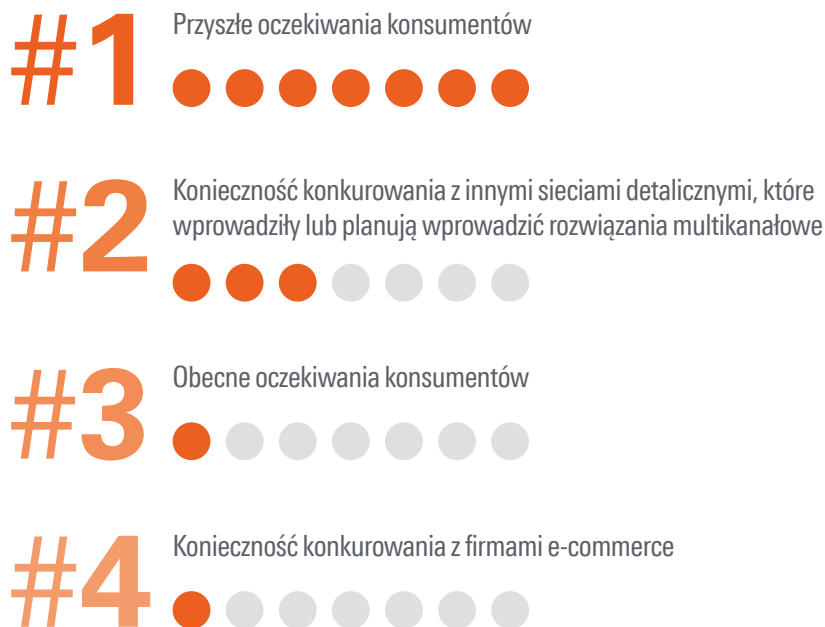 #1
Przyszłe oczekiwania konsumentów
#2
Konieczność konkurowania z innymi sieciami detalicznymi, które
wprowadziły lub planują wprowadzić rozwiązania multikanałowe
#3
Obecne oczekiwania konsumentów
#4
Konieczność konkurowania z firmami e-commerce